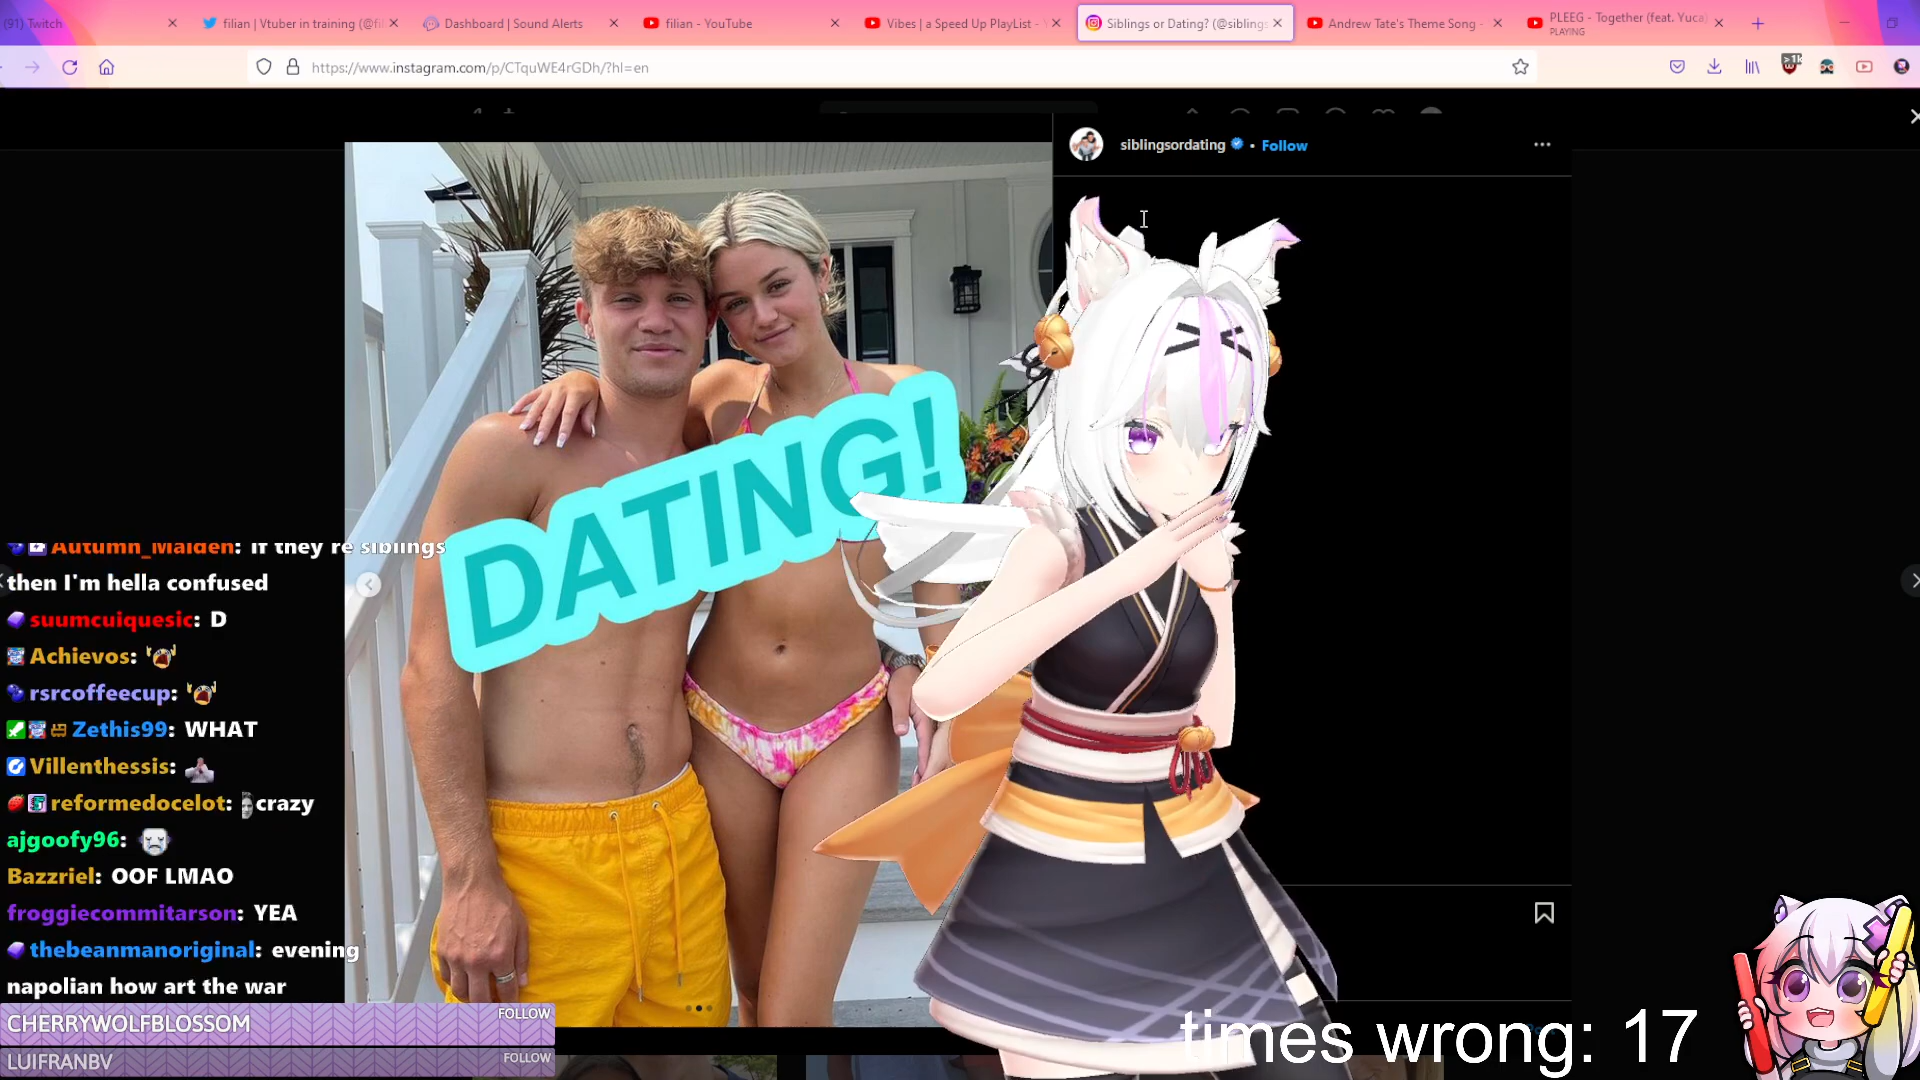 (91) Twitch
filian | Vtuber in training (@fil
Dashboard | Sound Alerts
filian - YouTube
Vibes | a Speed Up PlayList -
Siblings or Dating? (@siblings
Andrew Tate's Theme Song -
PLEEG - Together (feat. Yuca)
PLAYING
https://www.instagram.com/p/CTquWE4rGDh/?hl=en
>1k
siblingsordating • Follow
DATING!
Autumn_Maiden: If they're siblings
then I'm hella confused
suumcuiquesic: D
Achievos:
rsrcoffeecup:
Zethis99: WHAT
Villenthessis:
reformedocelot: crazy
ajgoofy96:
Bazzriel: OOF LMAO
froggiecommitarson: YEA
thebeanmanoriginal: evening
napolian how art the war
CHERRYWOLFBLOSSOM FOLLOW
LUIFRANBV FOLLOW
times wrong: 17